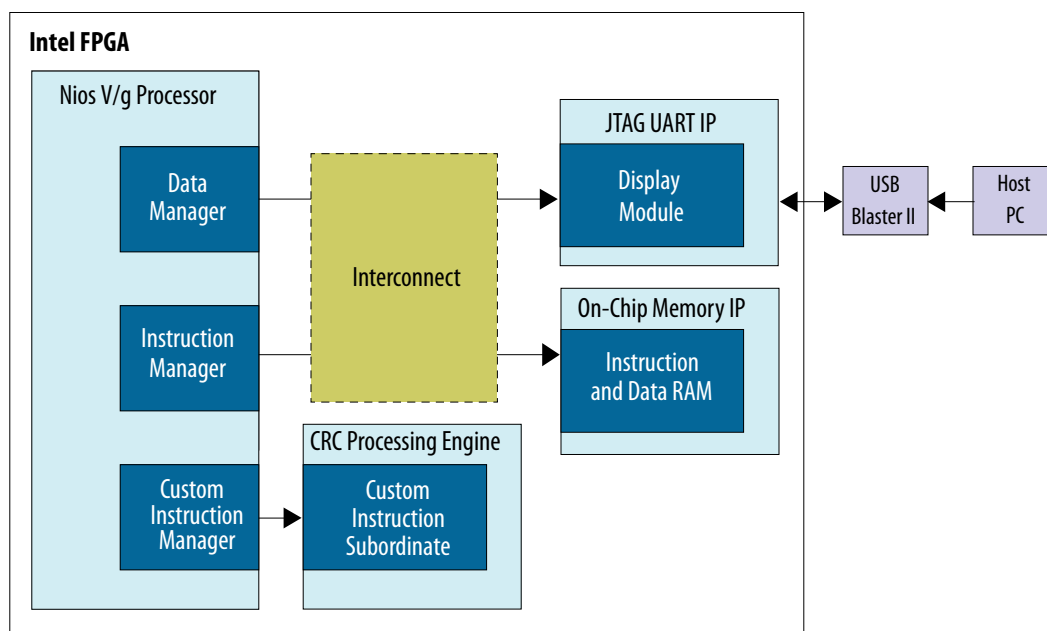 Intel FPGA
Nios V/g Processor
Data
Manager
Instruction
Manager
Custom
Instruction
Manager
Interconnect
CRC Processing Engine
Custom
Instruction
Subordinate
JTAG UART IP
Display
Module
On-Chip Memory IP
Instruction
and Data RAM
USB
Blaster II
Host
PC